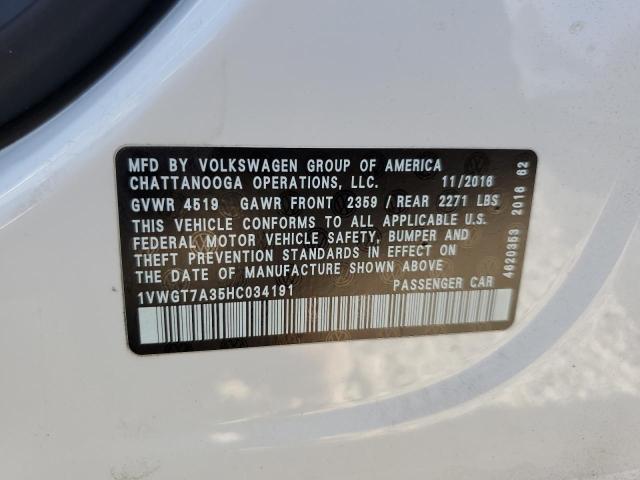 MFD BY VOLKSWAGEN GROUP OF AMERICA
CHATTANOOGA OPERATIONS, LLC. 11/2016
GVWR 4519 GAWR FRONT 2359 / REAR 2271 LBS
THIS VEHICLE CONFORMS TO ALL APPLICABLE U.S.
FEDERAL MOTOR VEHICLE SAFETY, BUMPER AND
THEFT PREVENTION STANDARDS IN EFFECT ON
THE DATE OF MANUFACTURE SHOWN ABOVE
1VWGT7A35HC034191 PASSENGER CAR
4620353 2016 62